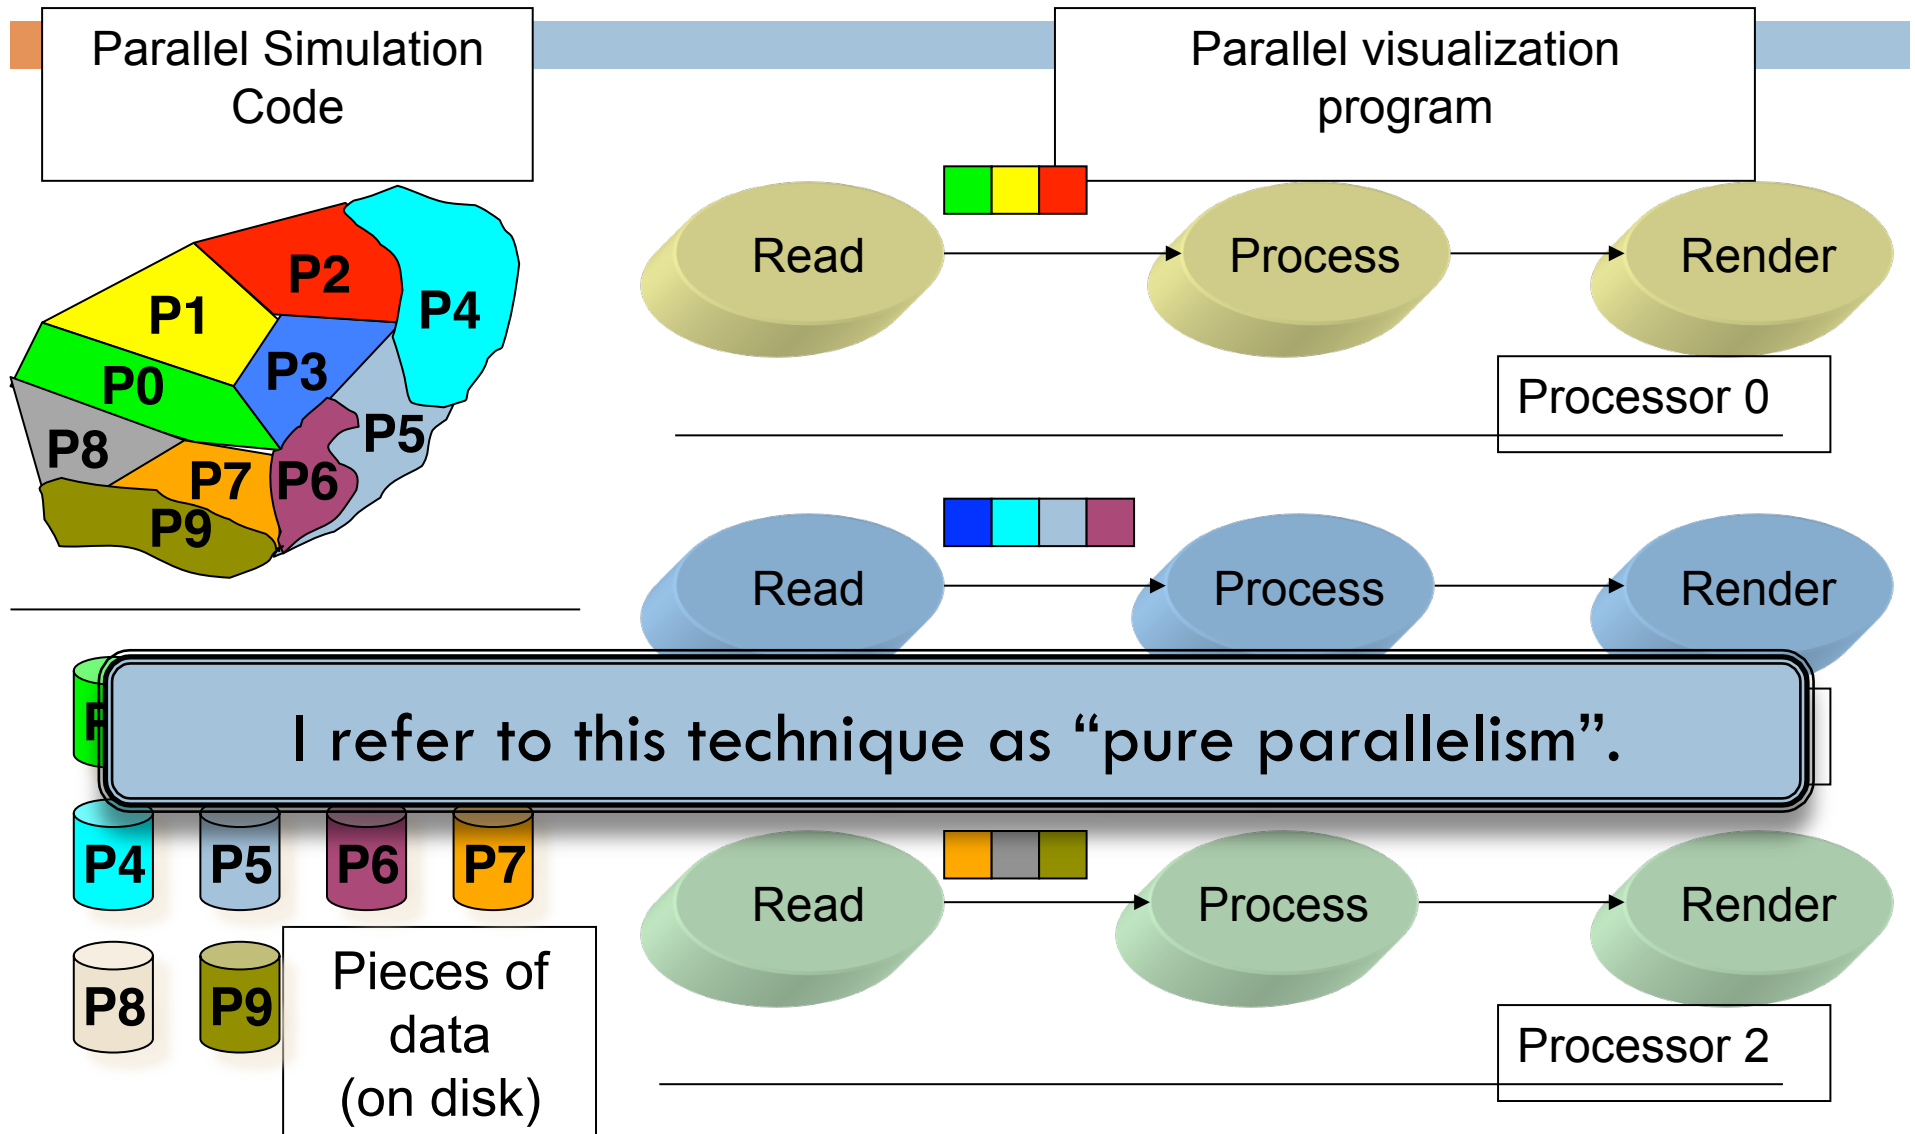 Parallel Simulation
Code
Parallel visualization
program
P2
P1
P4
P3
P0
P5
P8
P7
P6
P9
Read
Process
Render
Processor 0
Read
Process
Render
I refer to this technique as “pure parallelism”.
P4
P5
P6
P7
P8
P9
Pieces of
data
(on disk)
Read
Process
Render
Processor 2